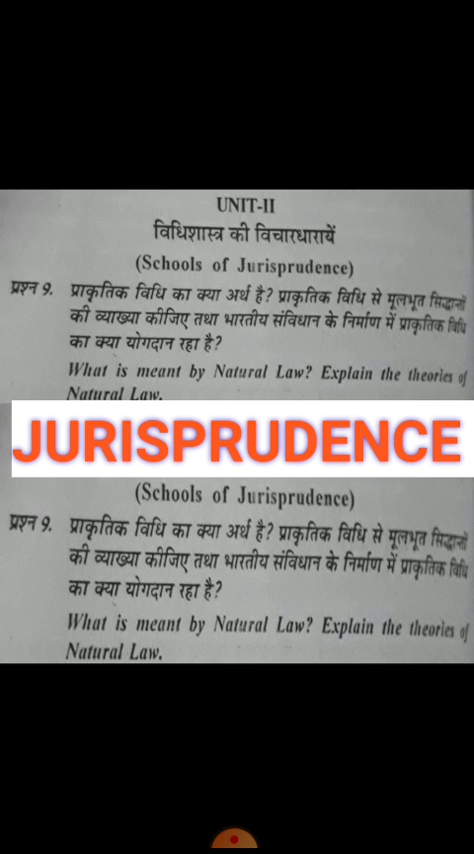 UNIT-II
विधिशास्त्र की विचारधारायें
(Schools of Jurisprudence)
प्रश्न 9. प्राकृतिक विधि का क्या अर्थ है? प्राकृतिक विधि से मूलभूत सिद्धान्तों
की व्याख्या कीजिए तथा भारतीय संविधान के निर्माण में प्राकृतिक विधि
का क्या योगदान रहा है?
What is meant by Natural Law? Explain the theories of
Natural Law.
JURISPRUDENCE
(Schools of Jurisprudence)
प्रश्न 9. प्राकृतिक विधि का क्या अर्थ है? प्राकृतिक विधि से मूलभूत सिद्धान्तों
की व्याख्या कीजिए तथा भारतीय संविधान के निर्माण में प्राकृतिक विधि
का क्या योगदान रहा है?
What is meant by Natural Law? Explain the theories of
Natural Law.